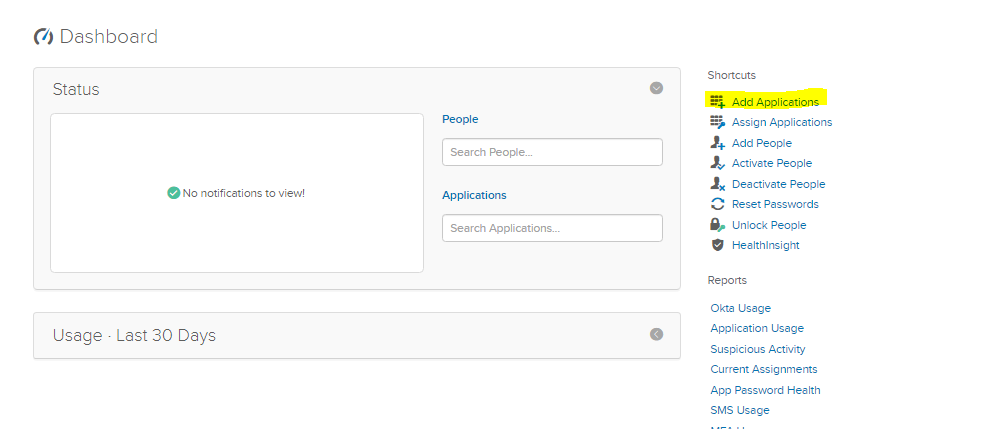 Dashboard
Status
No notifications to view!
People
Search People...
Applications
Search Applications...
Usage · Last 30 Days
Shortcuts
Add Applications
Assign Applications
Add People
Activate People
Deactivate People
Reset Passwords
Unlock People
HealthInsight
Reports
Okta Usage
Application Usage
Suspicious Activity
Current Assignments
App Password Health
SMS Usage